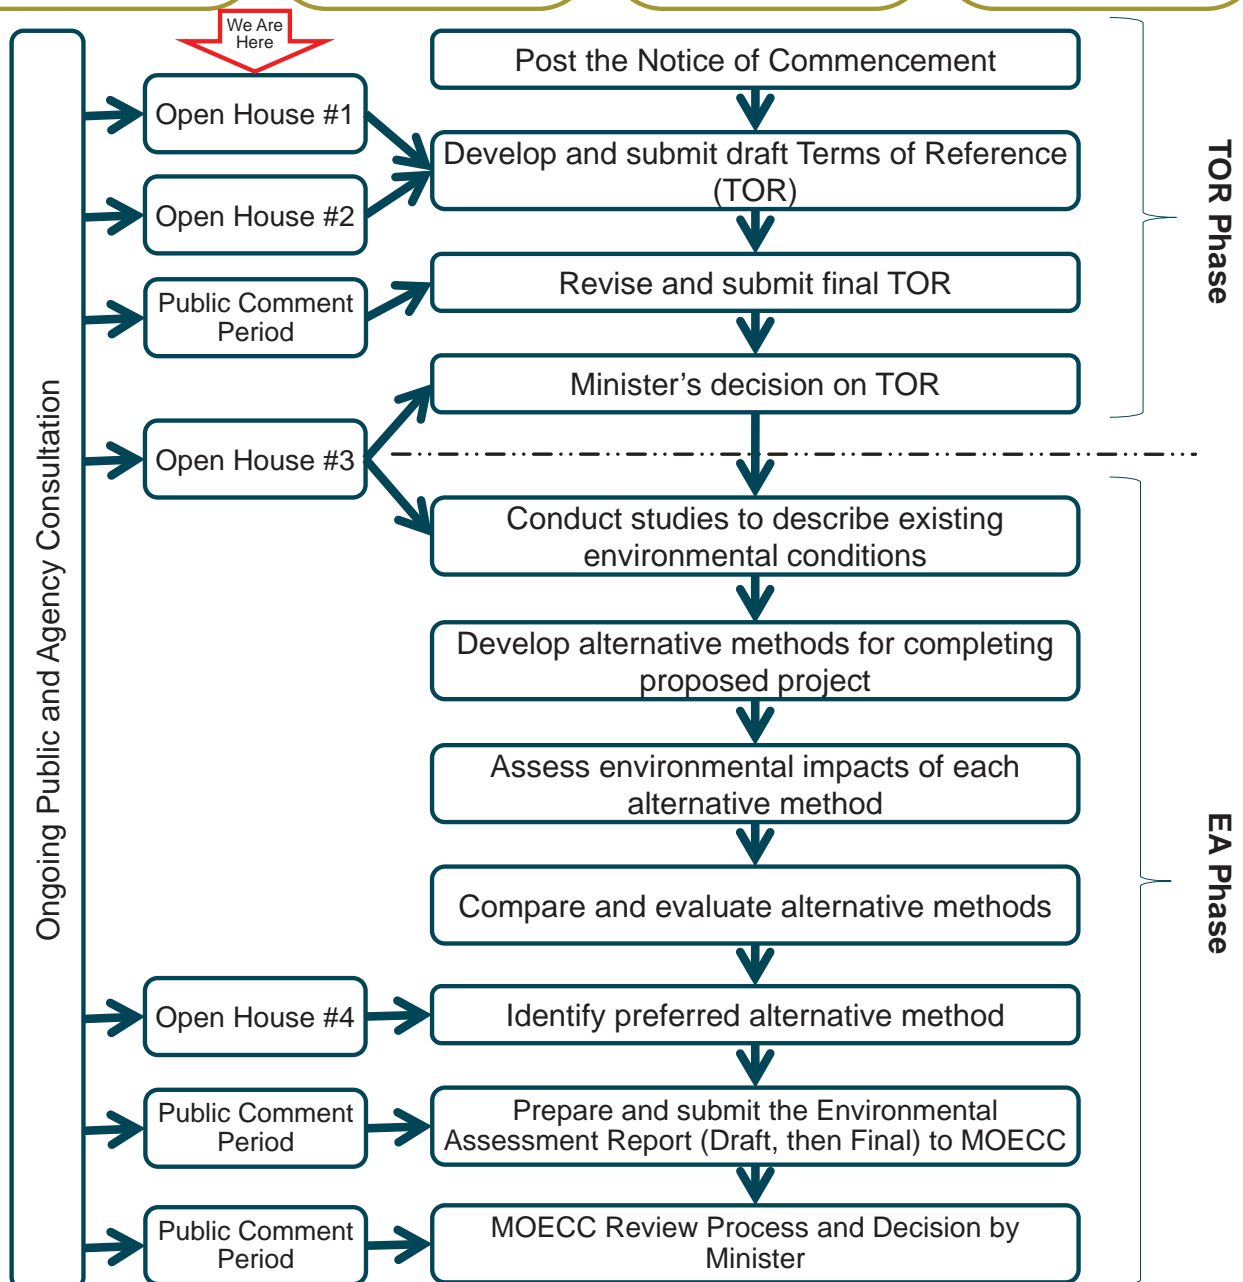 We Are
Here
Post the Notice of Commencement
Open House #1
Develop and submit draft Terms of Reference
(TOR)
Open House #2
Revise and submit final TOR
Public Comment
Period
Minister’s decision on TOR
TOR Phase
Open House #3
Ongoing Public and Agency Consultation
Conduct studies to describe existing
environmental conditions
Develop alternative methods for completing
proposed project
Assess environmental impacts of each
alternative method
Compare and evaluate alternative methods
EA Phase
Open House #4
Identify preferred alternative method
Public Comment
Period
Prepare and submit the Environmental
Assessment Report (Draft, then Final) to MOECC
Public Comment
Period
MOECC Review Process and Decision by
Minister